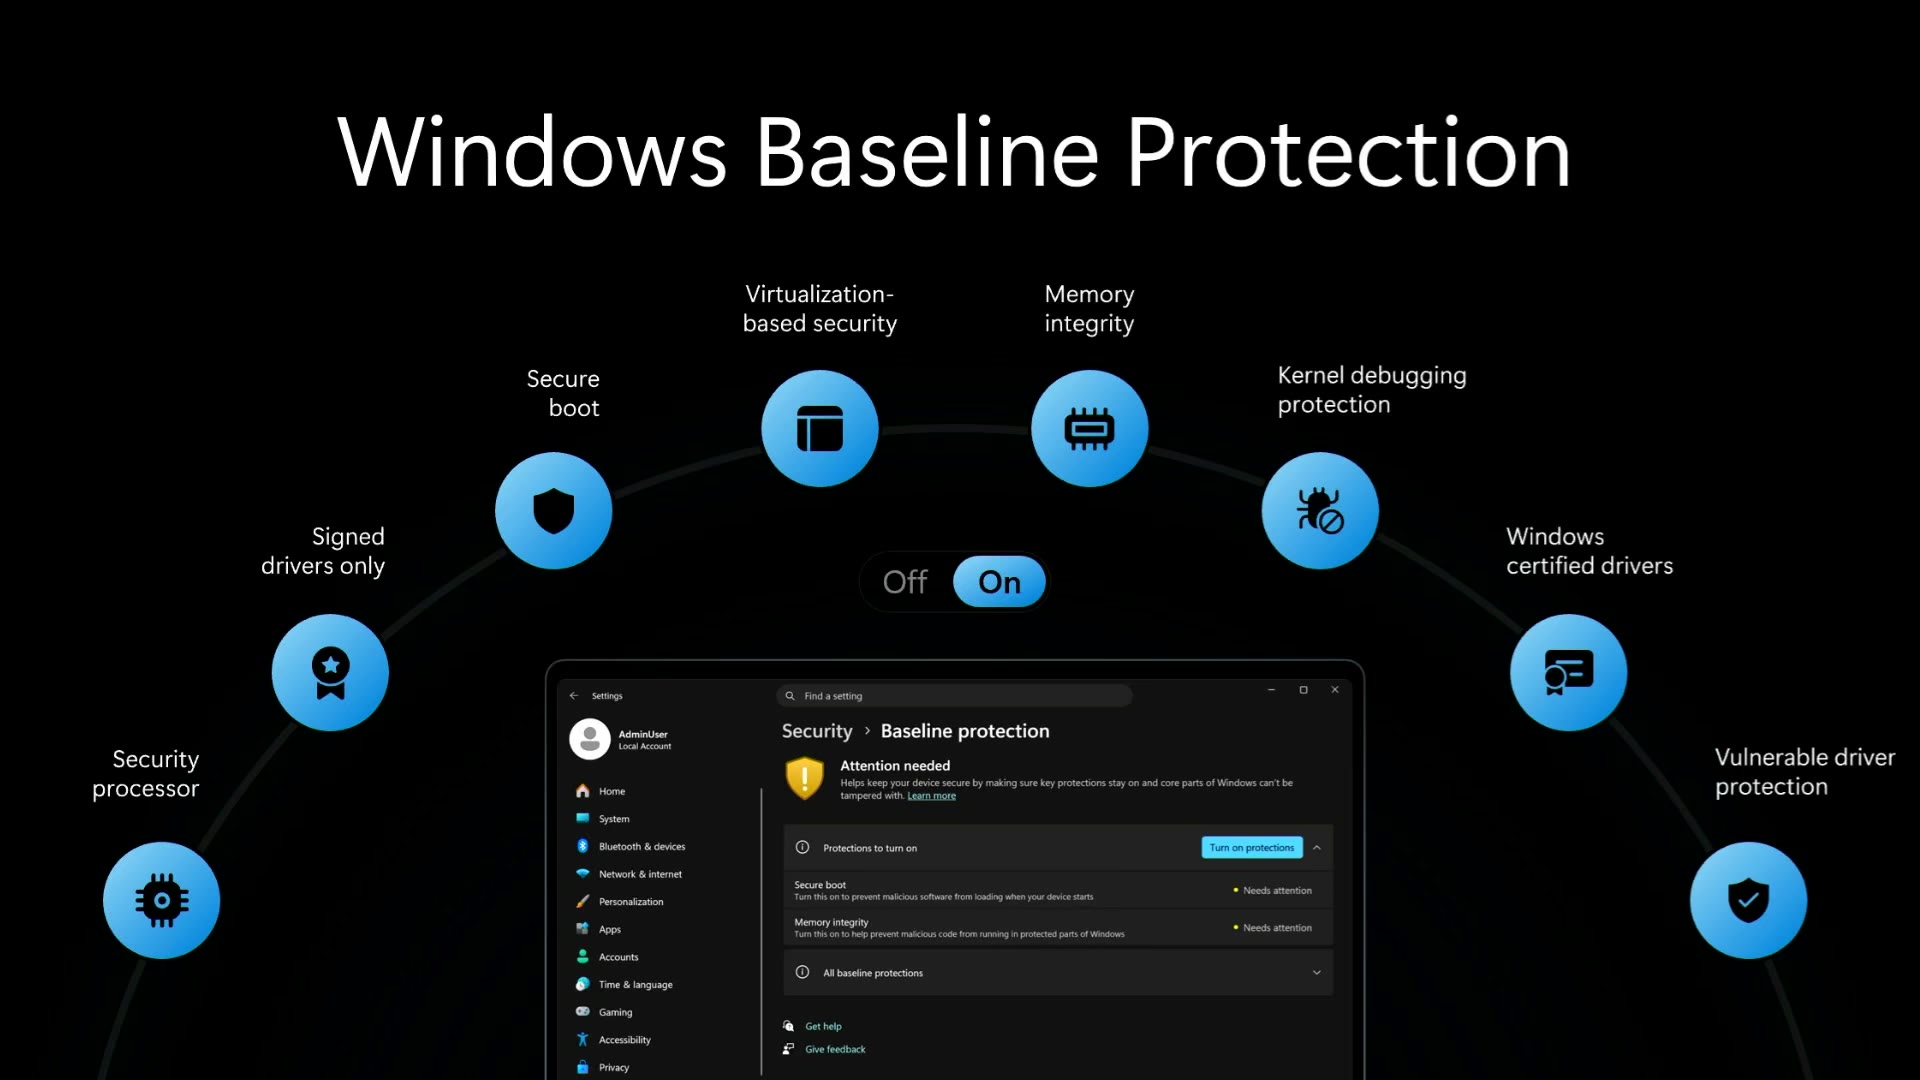 Windows Baseline Protection
Virtualization-
based security
Memory
integrity
Secure
boot
Kernel debugging
protection
Signed
drivers only
Windows
certified drivers
Security
processor
Vulnerable driver
protection
Off On
Settings
Find a setting
AdminUser
Local Account
Home
System
Bluetooth & devices
Network & internet
Personalization
Apps
Accounts
Time & language
Gaming
Accessibility
Privacy
Security > Baseline protection
Attention needed
Helps keep your device secure by making sure key protections stay on and core parts of Windows can't be
tampered with. Learn more
Protections to turn on
Turn on protections
Secure boot
Turn this on to prevent malicious software from loading when your device starts
Needs attention
Memory integrity
Turn this on to help prevent malicious code from running in protected parts of Windows
Needs attention
All baseline protections
Get help
Give feedback